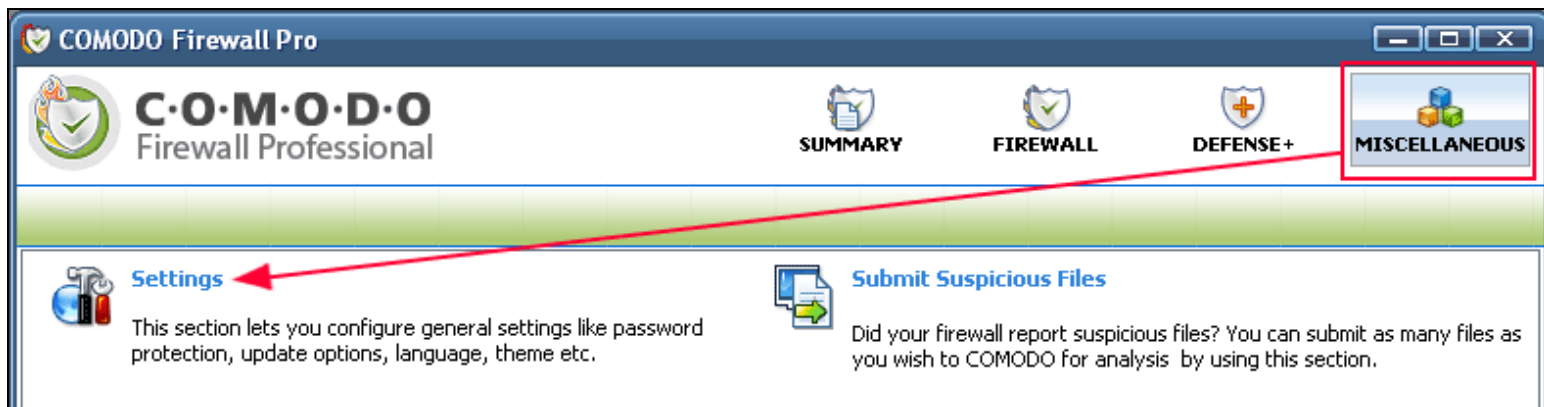 COMODO Firewall Pro
C·O·M·O·D·O
Firewall Professional
SUMMARY
FIREWALL
DEFENSE+
MISCELLANEOUS
Settings
This section lets you configure general settings like password
protection, update options, language, theme etc.
Submit Suspicious Files
Did your firewall report suspicious files? You can submit as many files as
you wish to COMODO for analysis by using this section.